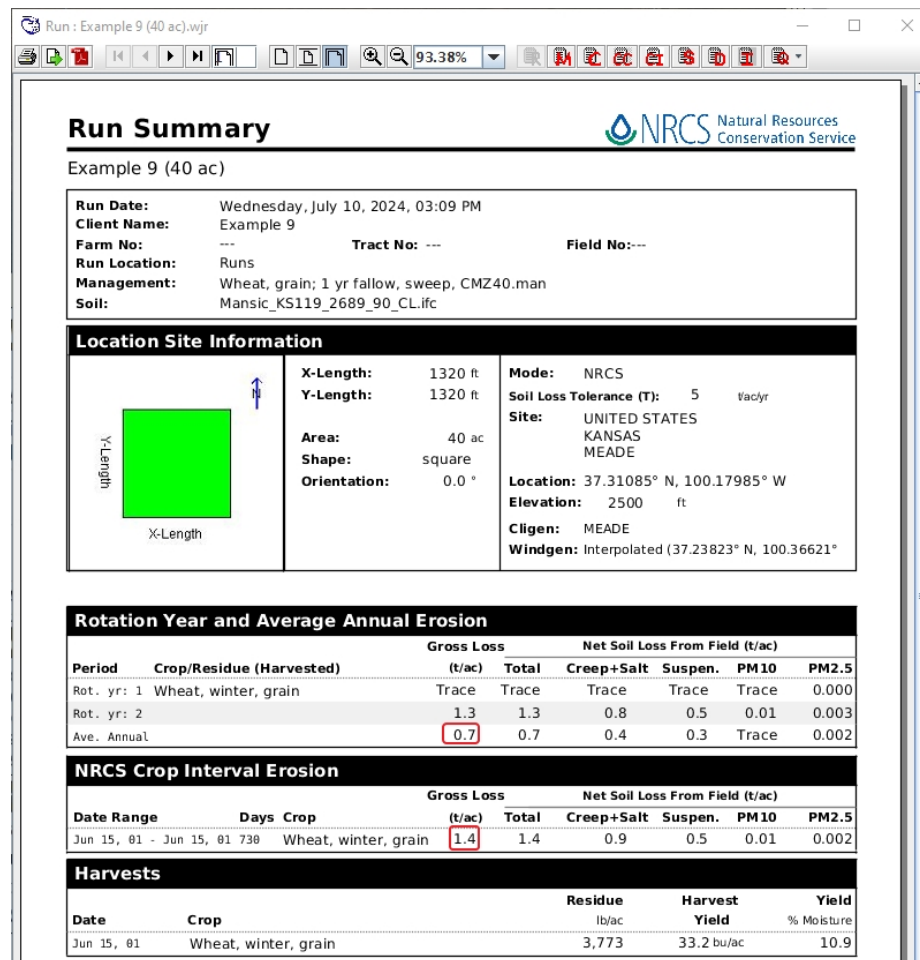 Run : Example 9 (40 ac).wjr
93.38%
Run Summary
NRCS Natural Resources Conservation Service
Example 9 (40 ac)
Run Date: Wednesday, July 10, 2024, 03:09 PM
Client Name: Example 9
Farm No: --- Tract No: --- Field No:---
Run Location: Runs
Management: Wheat, grain; 1 yr fallow, sweep, CMZ40.man
Soil: Mansic_KS119_2689_90_CL.ifc
Location Site Information
N
Y-Length
X-Length
X-Length: 1320 ft
Y-Length: 1320 ft
Area: 40 ac
Shape: square
Orientation: 0.0 °
Mode: NRCS
Soil Loss Tolerance (T): 5 t/ac/yr
Site: UNITED STATES
KANSAS
MEADE
Location: 37.31085° N, 100.17985° W
Elevation: 2500 ft
Cligen: MEADE
Windgen: Interpolated (37.23823° N, 100.36621°
Rotation Year and Average Annual Erosion
Gross Loss Net Soil Loss From Field (t/ac)
Period Crop/Residue (Harvested) (t/ac) Total Creep+Salt Suspen. PM10 PM2.5
Rot. yr: 1 Wheat, winter, grain Trace Trace Trace Trace Trace 0.000
Rot. yr: 2 1.3 1.3 0.8 0.5 0.01 0.003
Ave. Annual 0.7 0.7 0.4 0.3 Trace 0.002
NRCS Crop Interval Erosion
Gross Loss Net Soil Loss From Field (t/ac)
Date Range Days Crop (t/ac) Total Creep+Salt Suspen. PM10 PM2.5
Jun 15, 01 - Jun 15, 01 730 Wheat, winter, grain 1.4 1.4 0.9 0.5 0.01 0.002
Harvests
Residue Harvest Yield
Date Crop lb/ac Yield % Moisture
Jun 15, 01 Wheat, winter, grain 3,773 33.2 bu/ac 10.9